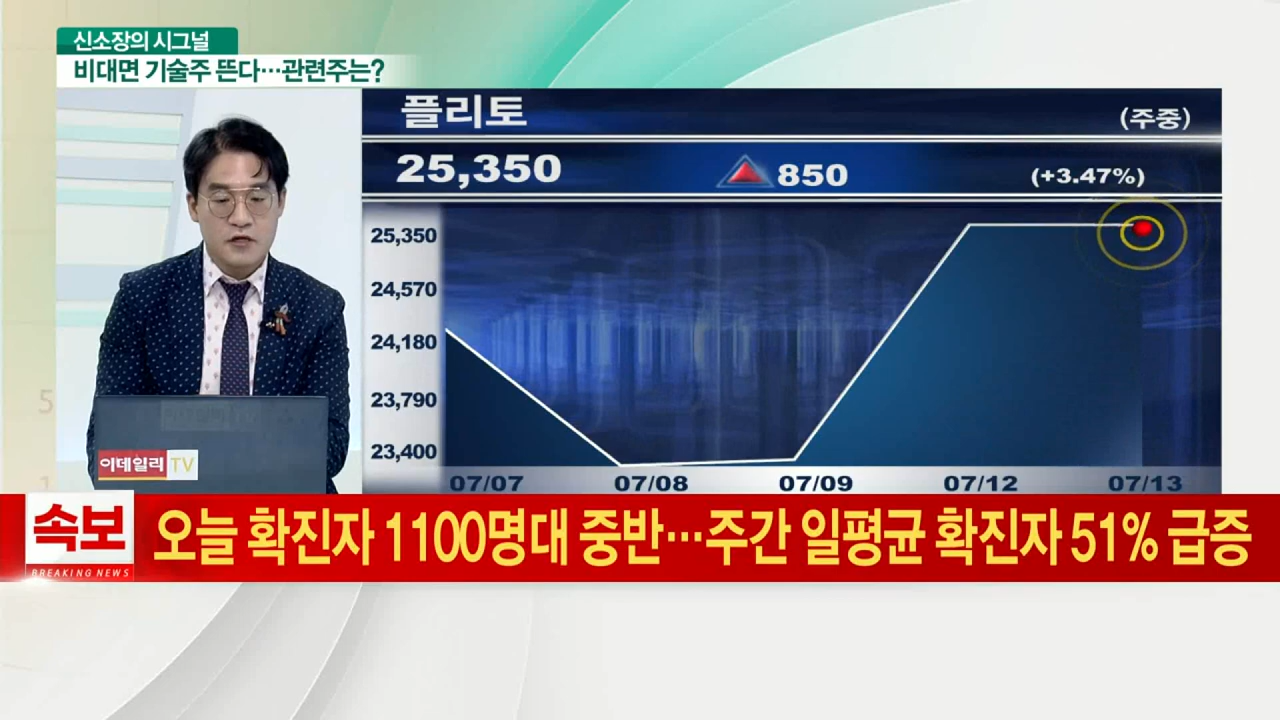 신소장의 시그널
비대면 기술주 뜬다…관련주는?
플리토
(주중)
25,350
850
(+3.47%)
25,350
24,570
24,180
23,790
23,400
07/07
07/08
07/09
07/12
07/13
이데일리 TV
5
1
속보
BREAKING NEWS
오늘 확진자 1100명대 중반…주간 일평균 확진자 51% 급증